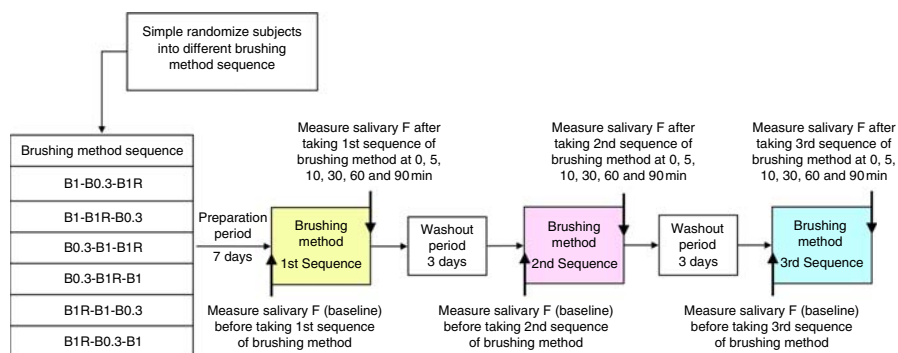 Simple randomize subjects
into different brushing
method sequence
Brushing method sequence
B1-B0.3-B1R
B1-B1R-B0.3
B0.3-B1-B1R
B0.3-B1R-B1
B1R-B1-B0.3
B1R-B0.3-B1
Preparation
period
7 days
Measure salivary F after
taking 1st sequence of
brushing method at 0, 5,
10, 30, 60 and 90 min
Brushing
method
1st Sequence
Measure salivary F (baseline)
before taking 1st sequence
of brushing method
Washout
period
3 days
Measure salivary F after
taking 2nd sequence of
brushing method at 0, 5,
10, 30, 60 and 90 min
Brushing
method
2nd Sequence
Measure salivary F (baseline)
before taking 2nd sequence
of brushing method
Washout
period
3 days
Measure salivary F after
taking 3rd sequence of
brushing method at 0, 5,
10, 30, 60 and 90 min
Brushing
method
3rd Sequence
Measure salivary F (baseline)
before taking 3rd sequence
of brushing method